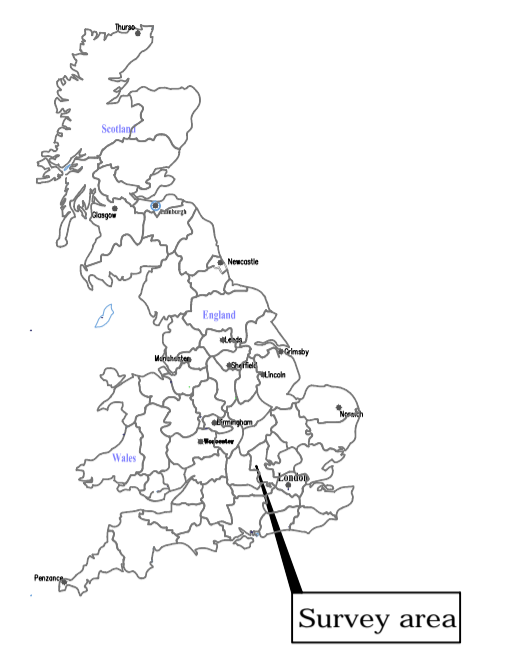 Thurso
Scotland
Glasgow
Edinburgh
Newcastle
England
Leeds
Grimsby
Manchester
Sheffield
Lincoln
Norwich
Birmingham
Worcester
Wales
London
Penzance
Survey area